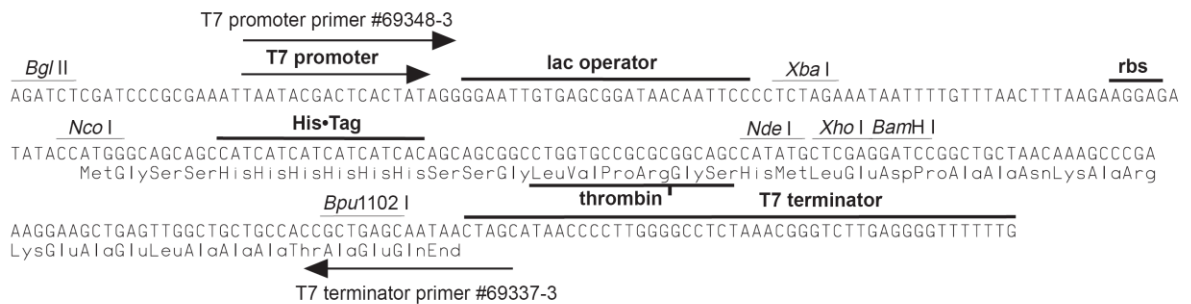 T7 promoter primer #69348-3
Bgl II T7 promoter lac operator Xba I rbs
AGATCTCGATCCCGCGAAATTAATACGACTCACTATAGGGGAATTGTGAGCGGATAACAATTCCCCTCTAGAAATAATTTTGTTTAACTTTAAGAAGGAGA
Nco I His•Tag Nde I Xho I BamH I
TATACCATGGGCAGCAGCCATCATCATCATCATCACAGCAGCGGCCTGGTGCCGCGCGGCAGCCATATGCTCGAGGATCCGGCTGCTAACAAAGCCCGA
MetGlySerSerHisHisHisHisHisHisSerSerGlyLeuValProArgGlySerHisMetLeuGluAspProAlaAlaAsnLysAlaArg
Bpu1102 I thrombin T7 terminator
AAGGAAGCTGAGTTGGCTGCTGCCACCGCTGAGCAATAACTAGCATAACCCCTTGGGGCCTCTAAACGGGTCTTGAGGGGTTTTTTG
LysGluAlaGluLeuAlaAlaAlaThrAlaGluGlnEnd
T7 terminator primer #69337-3